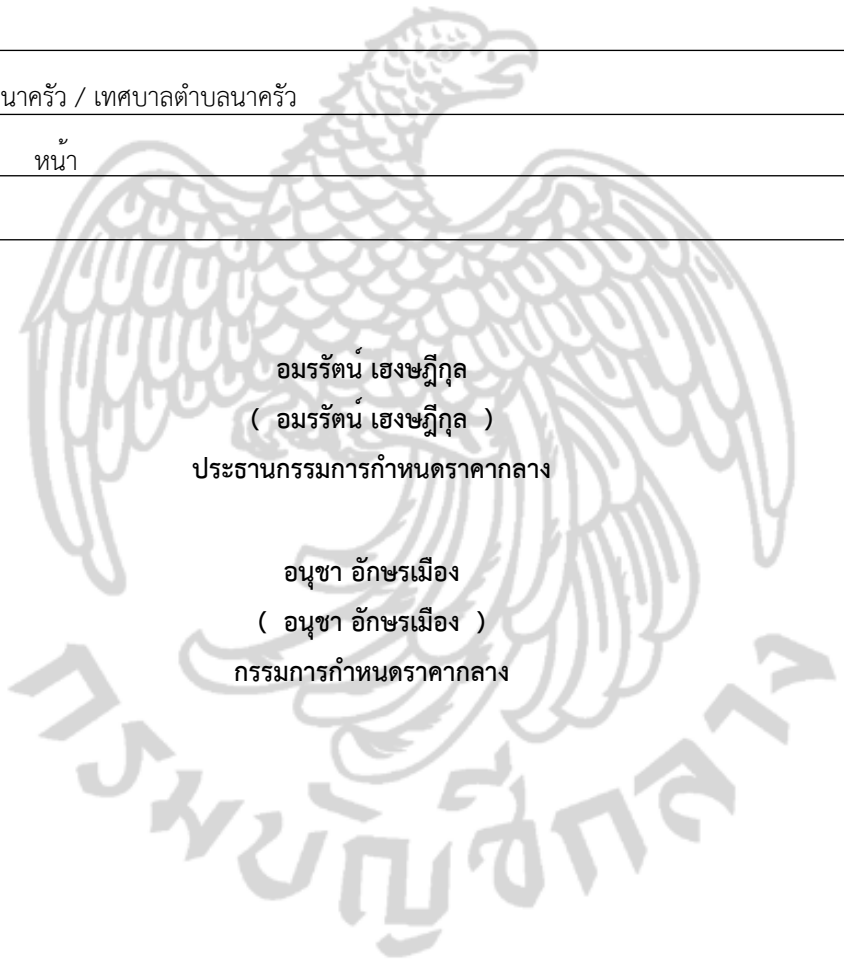 นาครัว / เทศบาลตำบลนาครัว
หน้า
อมรรัตน์ เฮงษฎีกุล
( อมรรัตน์ เฮงษฎีกุล )
ประธานกรรมการกำหนดราคากลาง
อนุชา อักษรเมือง
( อนุชา อักษรเมือง )
กรรมการกำหนดราคากลาง
กรมบัญชีกลาง